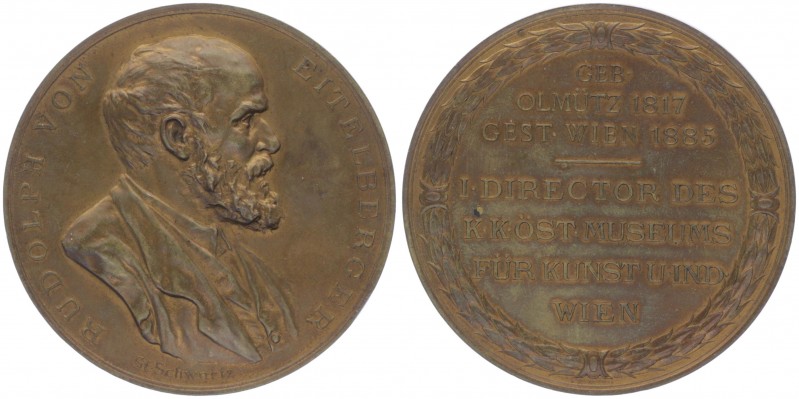 RUDOLPH VON EITELBERGER
St. Schwartz
GEB·
OLMÜTZ 1817
GEST· WIEN 1885
I·DIRECTOR DES
K·K·ÖST·MUSEUMS
FÜR KUNST U IND
WIEN